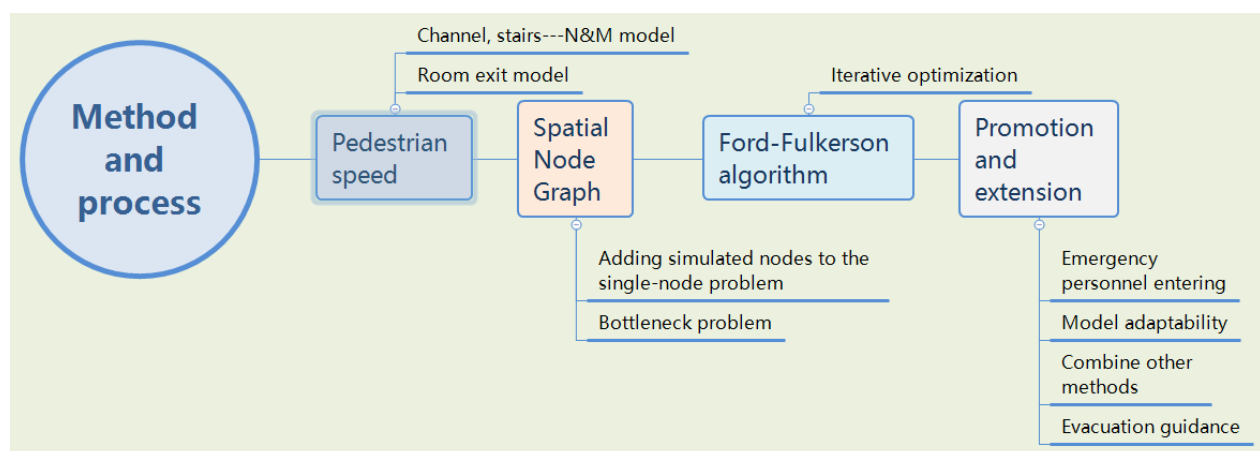 Method
and
process
Channel, stairs---N&M model
Room exit model
Pedestrian
speed
Spatial
Node
Graph
Adding simulated nodes to the
single-node problem
Bottleneck problem
Iterative optimization
Ford-Fulkerson
algorithm
Promotion
and
extension
Emergency
personnel entering
Model adaptability
Combine other
methods
Evacuation guidance